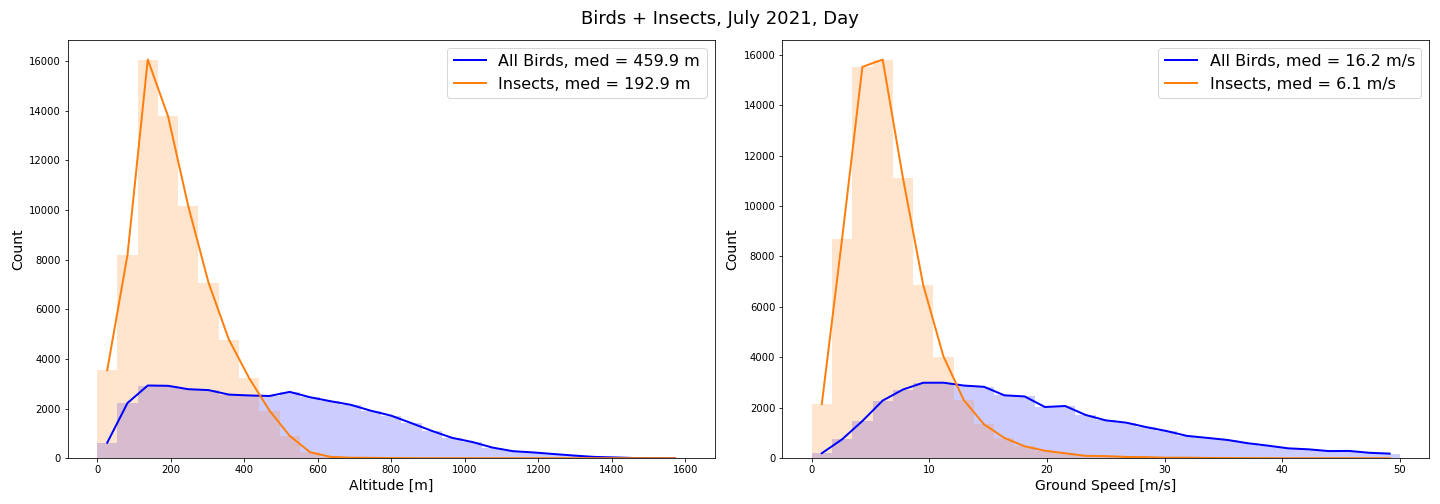 Birds + Insects, July 2021, Day
All Birds, med = 459.9 m
Insects, med = 192.9 m
Count
16000
14000
12000
10000
8000
6000
4000
2000
0
0 200 400 600 800 1000 1200 1400 1600
Altitude [m]
All Birds, med = 16.2 m/s
Insects, med = 6.1 m/s
Count
16000
14000
12000
10000
8000
6000
4000
2000
0
0 10 20 30 40 50
Ground Speed [m/s]